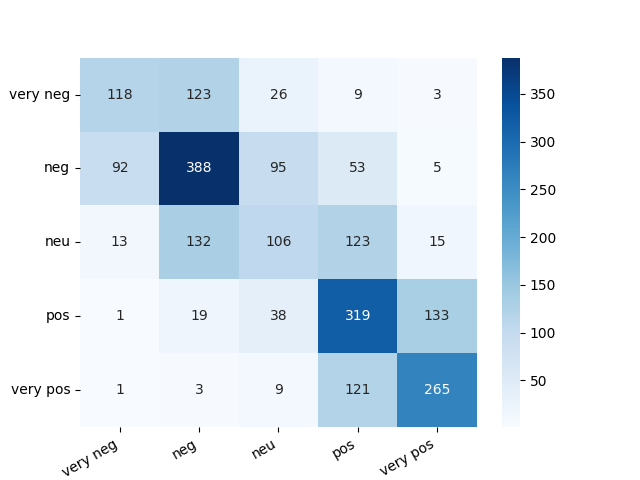 very neg 118 123 26 9 3
neg 92 388 95 53 5
neu 13 132 106 123 15
pos 1 19 38 319 133
very pos 1 3 9 121 265
very neg neg neu pos very pos
350
300
250
200
150
100
50